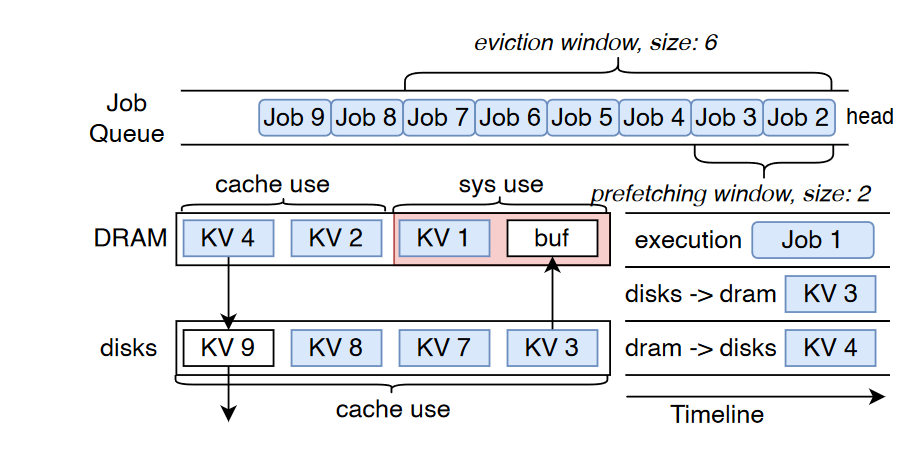 eviction window, size: 6
Job Queue
Job 9 Job 8 Job 7 Job 6 Job 5 Job 4 Job 3 Job 2 head
prefetching window, size: 2
cache use sys use
DRAM KV 4 KV 2 KV 1 buf
execution Job 1
disks -> dram KV 3
disks KV 9 KV 8 KV 7 KV 3
dram -> disks KV 4
cache use
Timeline